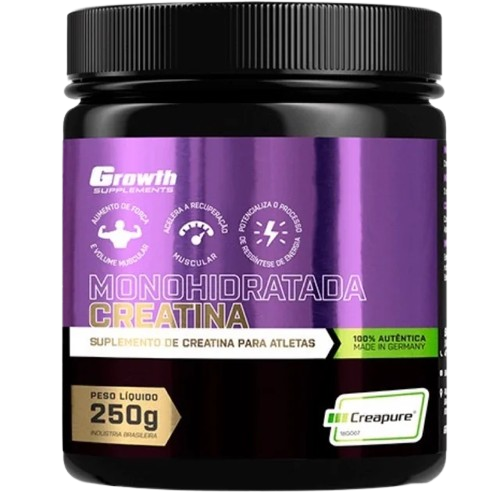 Growth
SUPPLEMENTS
AUMENTO DE FORÇA
E VOLUME MUSCULAR
ACELERA A RECUPERAÇÃO
MUSCULAR
POTENCIALIZA O PROCESSO
DE RESSÍNTESE DE ENERGIA
MONOHIDRATADA
CREATINA
SUPLEMENTO DE CREATINA PARA ATLETAS
100% AUTÊNTICA
MADE IN GERMANY
PESO LÍQUIDO
250g
INDÚSTRIA BRASILEIRA
Creapure®